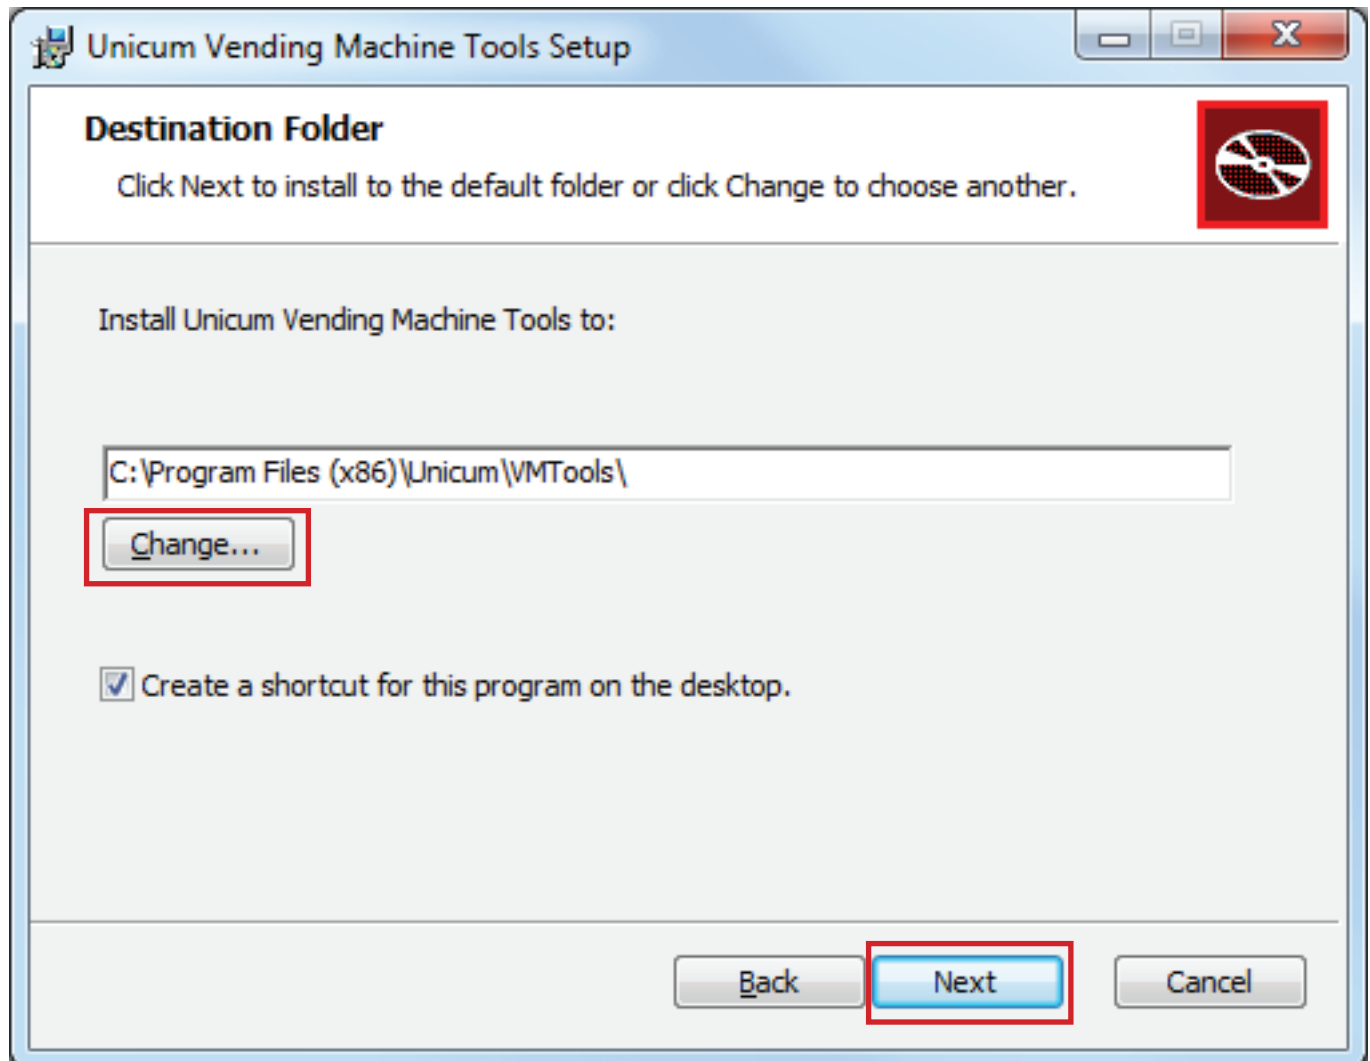 Unicum Vending Machine Tools Setup
Destination Folder
Click Next to install to the default folder or click Change to choose another.
Install Unicum Vending Machine Tools to:
C:\Program Files (x86)\Unicum\VMTools\
Change...
Create a shortcut for this program on the desktop.
Back Next Cancel